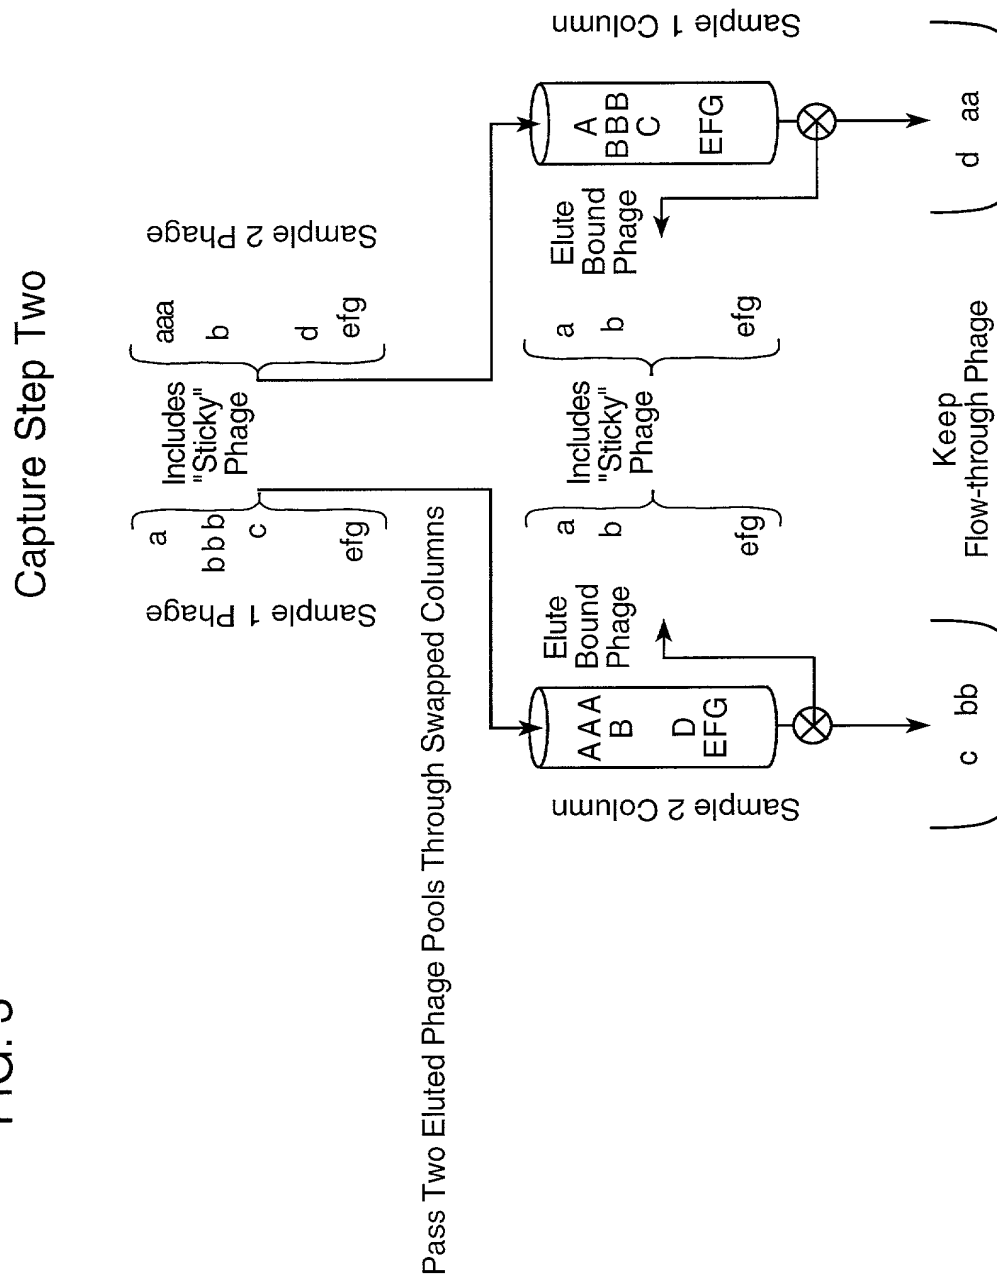 Capture Step Two
Sample 1 Phage
a
b b b
c
efg
Includes
"Sticky"
Phage
aaa
b
d
efg
Sample 2 Phage
Pass Two Eluted Phage Pools Through Swapped Columns
Sample 2 Column
A A A
B
D
EFG
Elute
Bound
Phage
a
b
efg
Includes
"Sticky"
Phage
a
b
efg
Elute
Bound
Phage
A
B B B
C
EFG
Sample 1 Column
c bb
Keep
Flow-through Phage
d aa